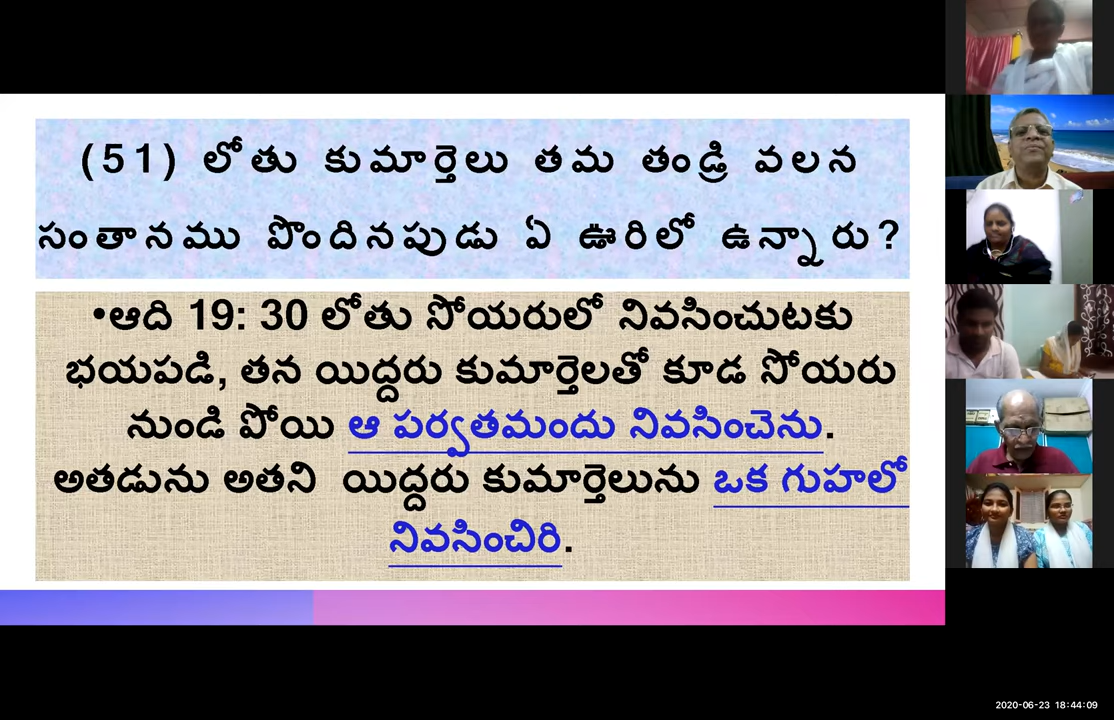 (51) లోతు కుమార్తెలు తమ తండ్రి వలన
సంతానము పొందినపుడు ఏ ఊరిలో ఉన్నారు?
•ఆది 19: 30 లోతు సోయరులో నివసించుటకు
భయపడి, తన యిద్దరు కుమార్తెలతో కూడ సోయరు
నుండి పోయి ఆ పర్వతమందు నివసించెను.
అతడును అతని యిద్దరు కుమార్తెలును ఒక గుహలో
నివసించిరి.
2020-06-23 18:44:09